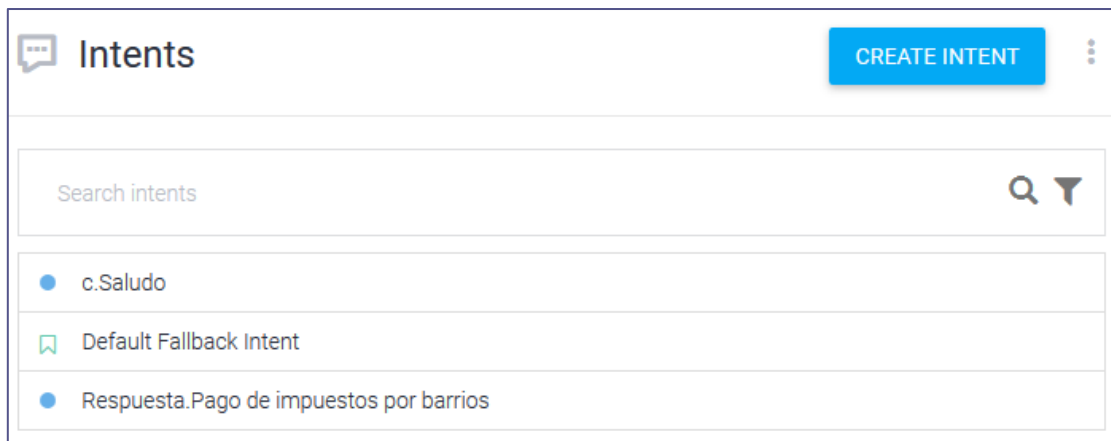 Intents
CREATE INTENT
Search intents
c.Saludo
Default Fallback Intent
Respuesta.Pago de impuestos por barrios